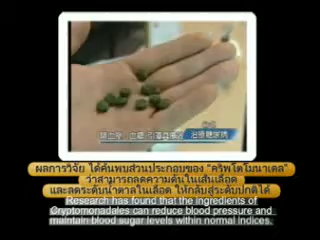 治療糖尿病
ผลการวิจัย ได้ค้นพบส่วนประกอบของ "คริพโตโมนาเดล"
ว่าสามารถลดความดันในเส้นเลือด
และลดระดับน้ำตาลในเลือด ให้กลับสู่ระดับปกติได้
Research has found that the ingredients of
Cryptomonadales can reduce blood pressure and
maintain blood sugar levels within normal indices.